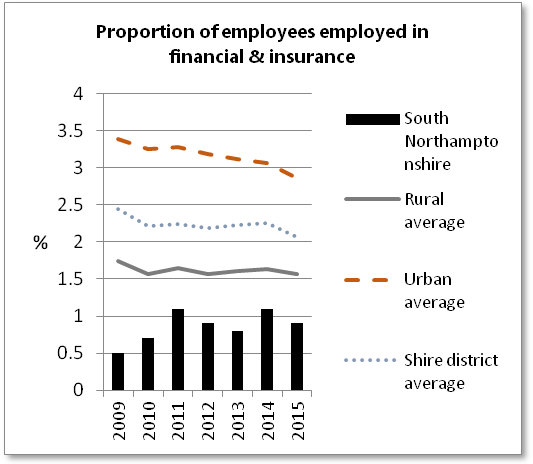 Proportion of employees employed in
financial & insurance
4
3.5
3
2.5
2
1.5
1
0.5
0
%
2009
2010
2011
2012
2013
2014
2015
South
Northampto
nshire
Rural
average
Urban
average
Shire district
average